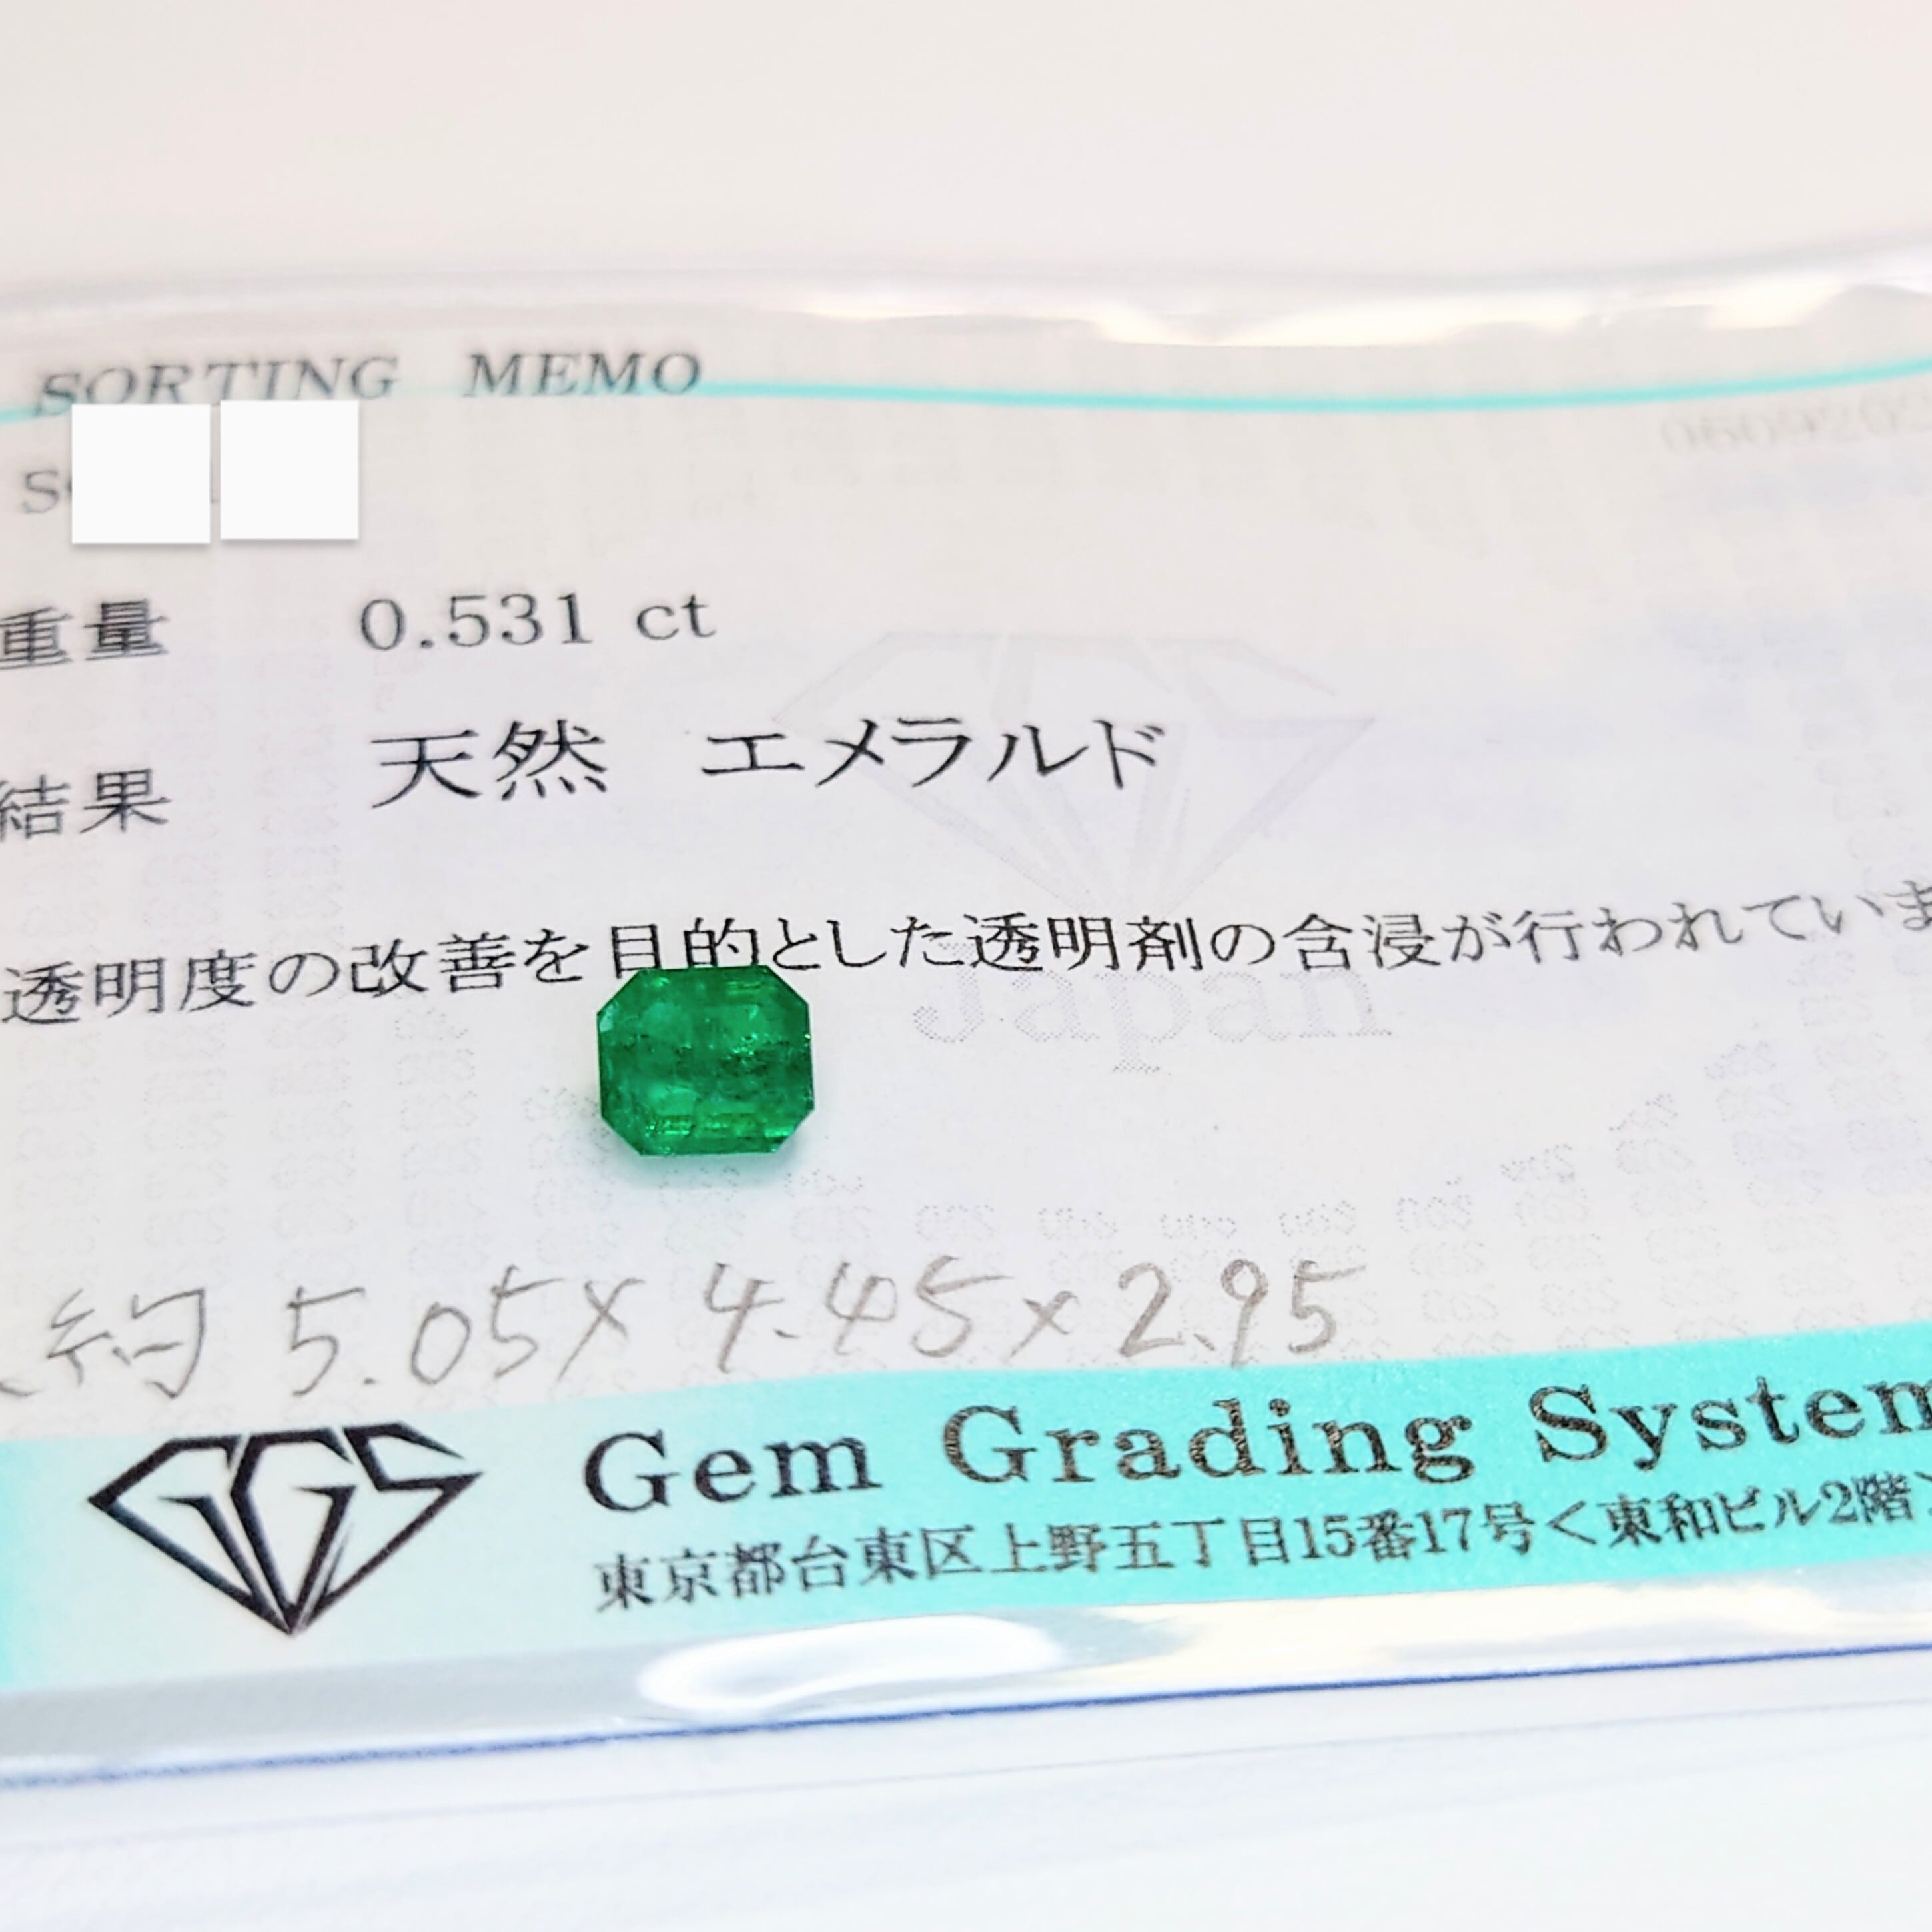 SORTING MEMO
重量 0.531 ct
結果 天然 エメラルド
透明度の改善を目的とした透明剤の含浸が行われていま
Japan
約 5.05×4.45×2.95
GGS Gem Grading System
東京都台東区上野五丁目15番17号＜東和ビル2階